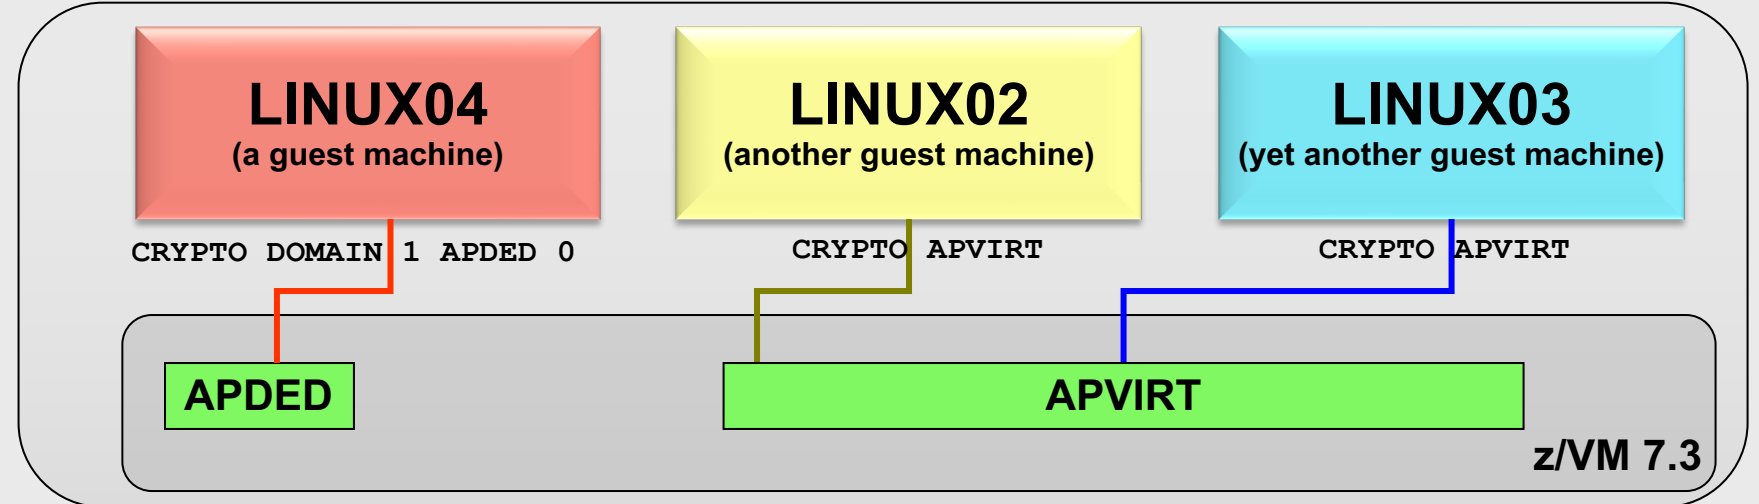 LINUX04
(a guest machine)
LINUX02
(another guest machine)
LINUX03
(yet another guest machine)
CRYPTO DOMAIN 1 APDED 0
CRYPTO APVIRT
CRYPTO APVIRT
APDED
APVIRT
z/VM 7.3